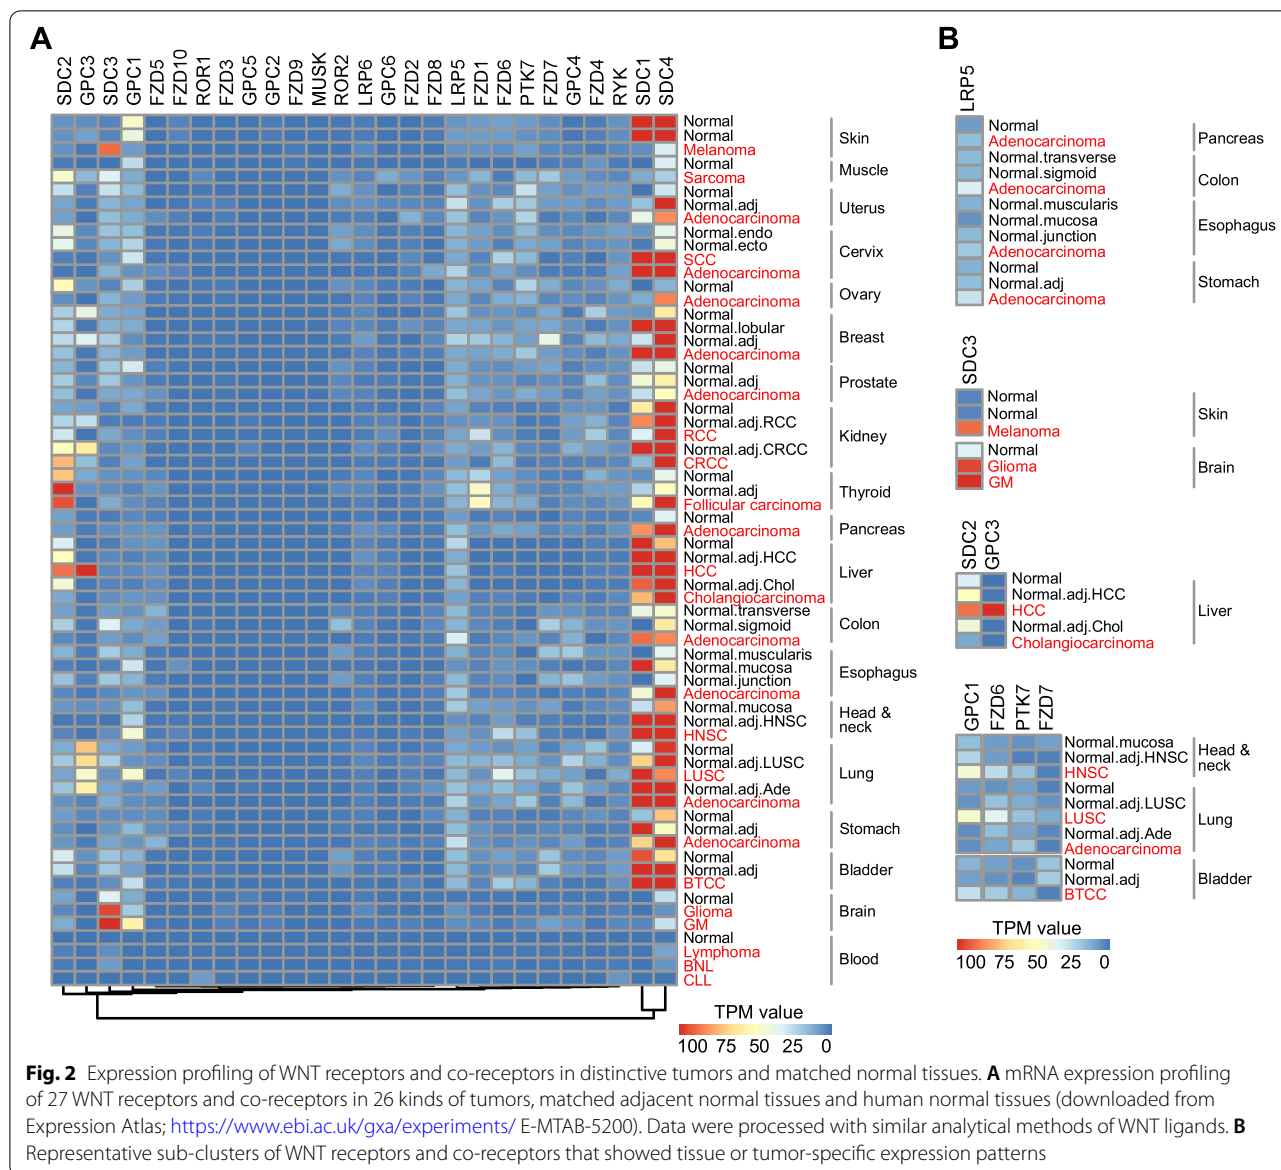 A
SDC2 GPC3 SDC3 GPC1 FZD5 FZD10 ROR1 FZD3 GPC5 GPC2 FZD9 MUSK ROR2 LRP6 GPC6 FZD2 FZD8 LRP5 FZD1 FZD6 PTK7 FZD7 GPC4 FZD4 RYK SDC1 SDC4
Normal
Normal
Melanoma
Skin
Normal
Sarcoma
Muscle
Normal
Normal.adj
Adenocarcinoma
Uterus
Normal.endo
Normal.ecto
SCC
Adenocarcinoma
Cervix
Normal
Adenocarcinoma
Ovary
Normal
Normal.lobular
Normal.adj
Adenocarcinoma
Breast
Normal
Normal.adj
Adenocarcinoma
Prostate
Normal
Normal.adj.RCC
RCC
Normal.adj.CRCC
CRCC
Kidney
Normal
Normal.adj
Follicular carcinoma
Thyroid
Normal
Adenocarcinoma
Pancreas
Normal
Normal.adj.HCC
HCC
Normal.adj.Chol
Cholangiocarcinoma
Liver
Normal.transverse
Normal.sigmoid
Adenocarcinoma
Colon
Normal.muscularis
Normal.mucosa
Normal.junction
Adenocarcinoma
Esophagus
Normal.mucosa
Normal.adj.HNSC
HNSC
Head &
neck
Normal
Normal.adj.LUSC
LUSC
Normal.adj.Ade
Adenocarcinoma
Lung
Normal
Normal.adj
Adenocarcinoma
Stomach
Normal
Normal.adj
BTCC
Bladder
Normal
Glioma
GM
Brain
Normal
Lymphoma
BNL
CLL
Blood
TPM value
100 75 50 25 0
B
LRP5
Normal
Adenocarcinoma
Pancreas
Normal.transverse
Normal.sigmoid
Adenocarcinoma
Colon
Normal.muscularis
Normal.mucosa
Normal.junction
Adenocarcinoma
Esophagus
Normal
Normal.adj
Adenocarcinoma
Stomach
SDC3
Normal
Normal
Melanoma
Skin
Normal
Glioma
GM
Brain
SDC2 GPC3
Normal
Normal.adj.HCC
HCC
Normal.adj.Chol
Cholangiocarcinoma
Liver
GPC1 FZD6 PTK7 FZD7
Normal.mucosa
Normal.adj.HNSC
HNSC
Head &
neck
Normal
Normal.adj.LUSC
LUSC
Normal.adj.Ade
Adenocarcinoma
Lung
Normal
Normal.adj
BTCC
Bladder
TPM value
100 75 50 25 0
Fig. 2 Expression profiling of WNT receptors and co-receptors in distinctive tumors and matched normal tissues. A mRNA expression profiling
of 27 WNT receptors and co-receptors in 26 kinds of tumors, matched adjacent normal tissues and human normal tissues (downloaded from
Expression Atlas; https://www.ebi.ac.uk/gxa/experiments/ E-MTAB-5200). Data were processed with similar analytical methods of WNT ligands. B
Representative sub-clusters of WNT receptors and co-receptors that showed tissue or tumor-specific expression patterns